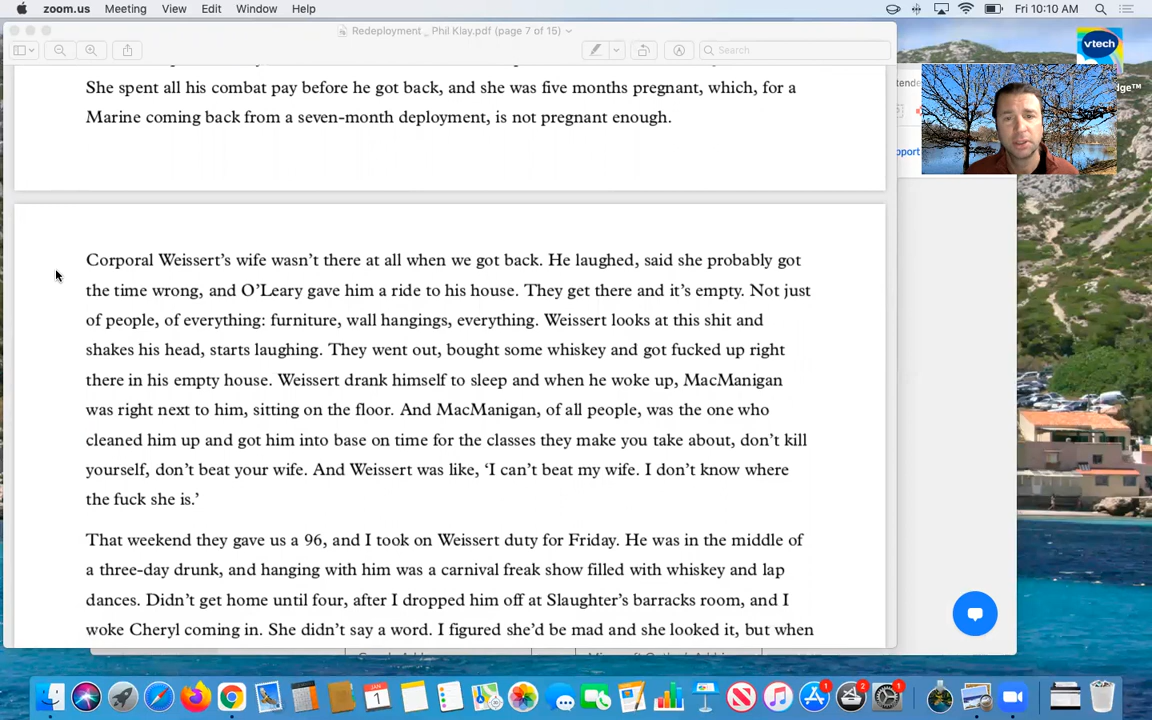 zoom.us Meeting View Edit Window Help Fri 10:10 AM
Redeployment _ Phil Klay.pdf (page 7 of 15)
Search
vtech
dge™
tende
pport
She spent all his combat pay before he got back, and she was five months pregnant, which, for a
Marine coming back from a seven-month deployment, is not pregnant enough.
Corporal Weissert’s wife wasn’t there at all when we got back. He laughed, said she probably got
the time wrong, and O’Leary gave him a ride to his house. They get there and it’s empty. Not just
of people, of everything: furniture, wall hangings, everything. Weissert looks at this shit and
shakes his head, starts laughing. They went out, bought some whiskey and got fucked up right
there in his empty house. Weissert drank himself to sleep and when he woke up, MacManigan
was right next to him, sitting on the floor. And MacManigan, of all people, was the one who
cleaned him up and got him into base on time for the classes they make you take about, don’t kill
yourself, don’t beat your wife. And Weissert was like, ‘I can’t beat my wife. I don’t know where
the fuck she is.’
That weekend they gave us a 96, and I took on Weissert duty for Friday. He was in the middle of
a three-day drunk, and hanging with him was a carnival freak show filled with whiskey and lap
dances. Didn’t get home until four, after I dropped him off at Slaughter’s barracks room, and I
woke Cheryl coming in. She didn’t say a word. I figured she’d be mad and she looked it, but when
JAN
1
1
2
1